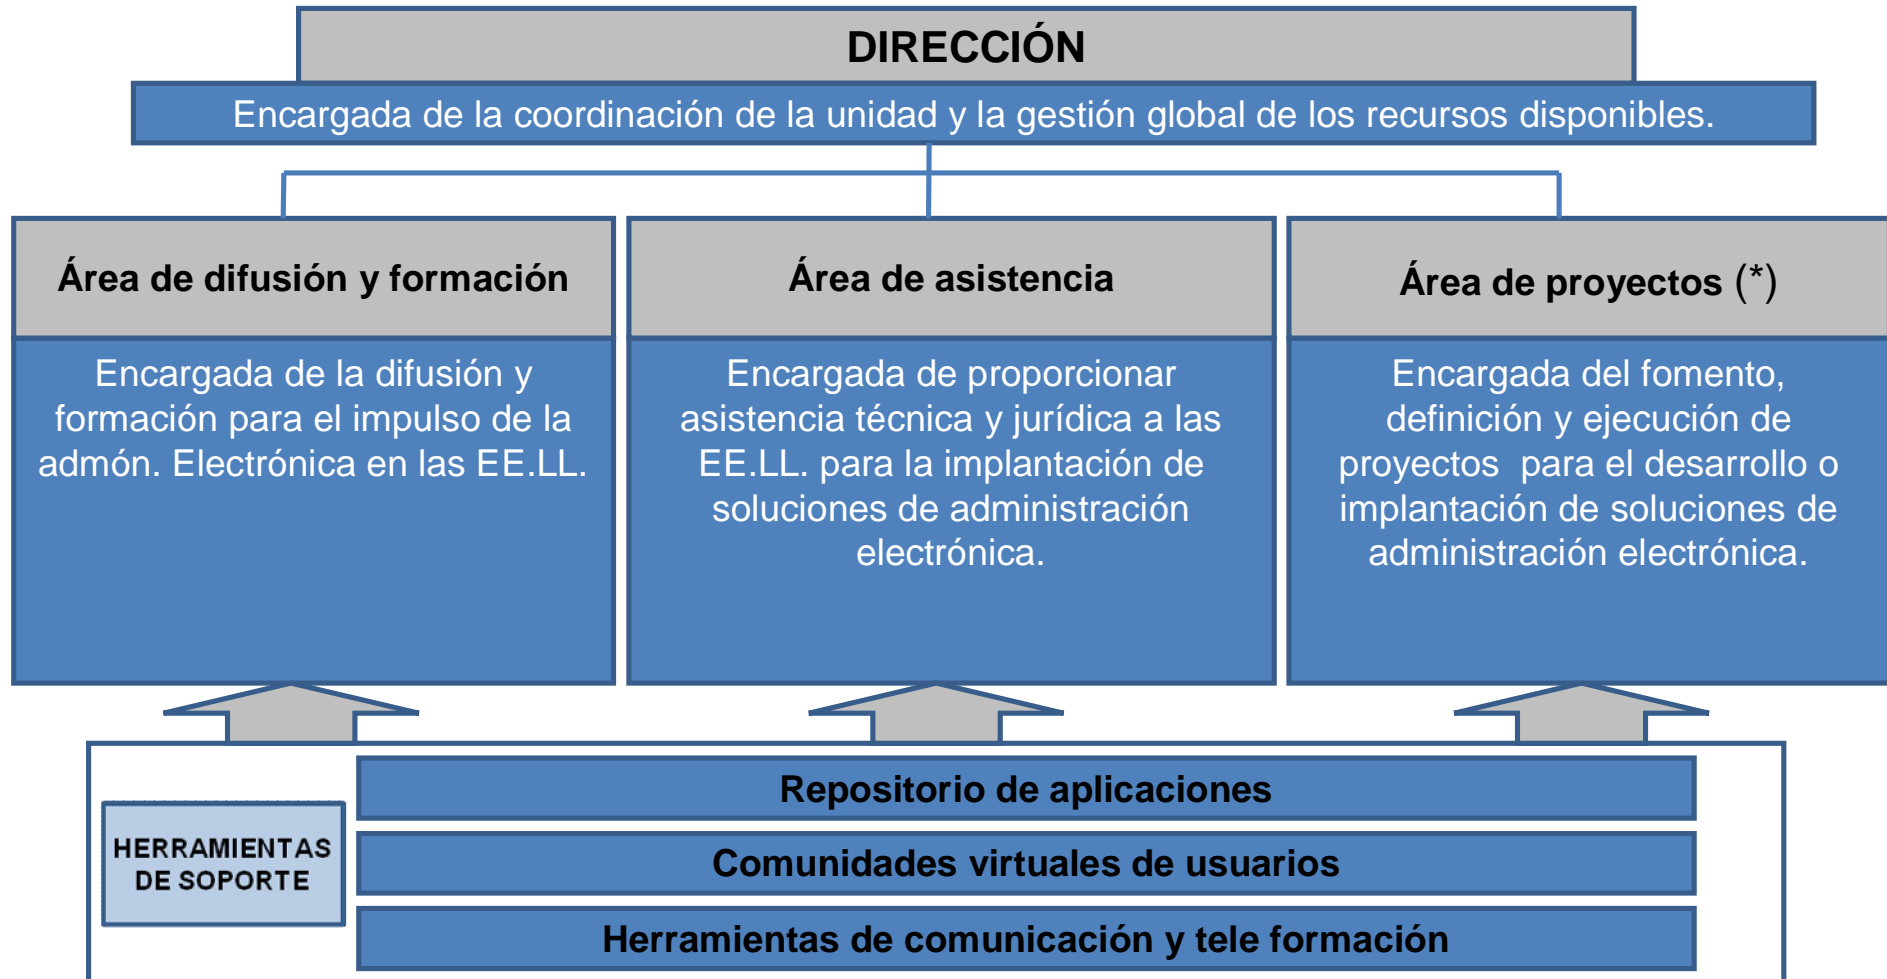 DIRECCIÓN
Encargada de la coordinación de la unidad y la gestión global de los recursos disponibles.
Área de difusión y formación
Encargada de la difusión y
formación para el impulso de la
admón. Electrónica en las EE.LL.
Área de asistencia
Encargada de proporcionar
asistencia técnica y jurídica a las
EE.LL. para la implantación de
soluciones de administración
electrónica.
Área de proyectos (*)
Encargada del fomento,
definición y ejecución de
proyectos  para el desarrollo o
implantación de soluciones de
administración electrónica.
HERRAMIENTAS
DE SOPORTE
Repositorio de aplicaciones
Comunidades virtuales de usuarios
Herramientas de comunicación y tele formación